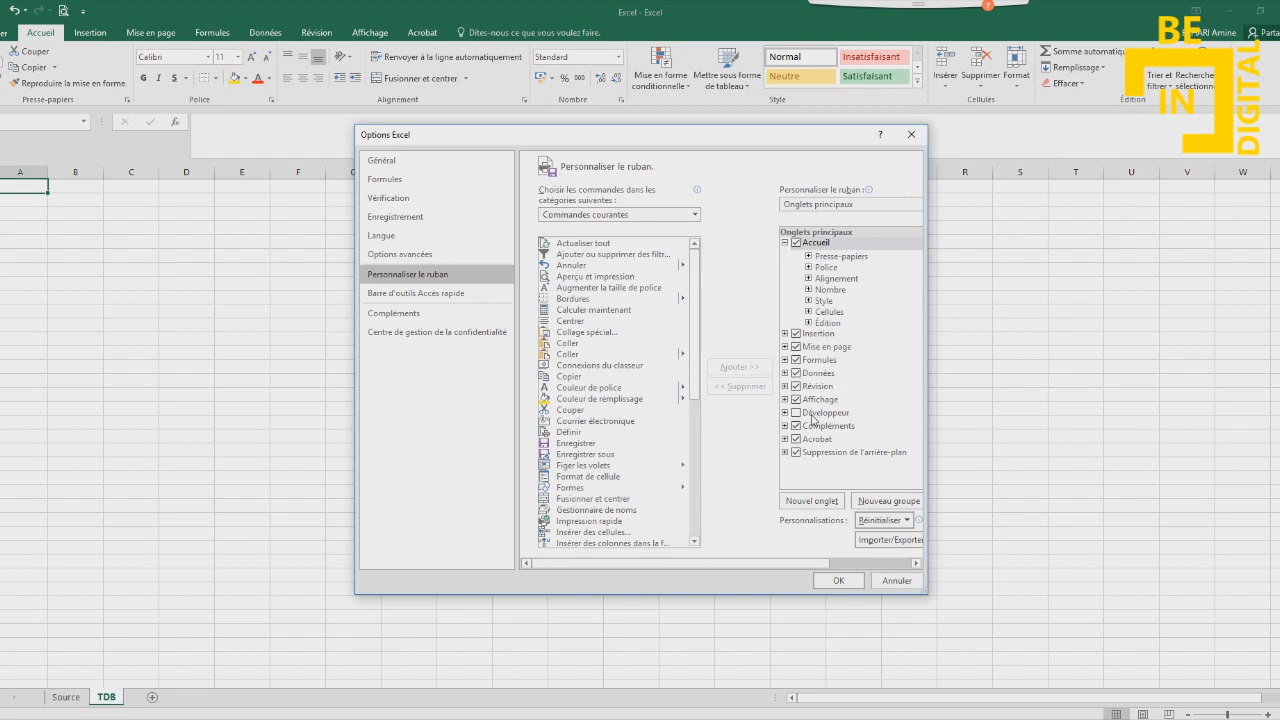 Excel - Excel
7
Accueil Insertion Mise en page Formules Données Révision Affichage Acrobat Dites-nous ce que vous voulez faire. Amine Parta
BE
IN
DIGITAL
Couper
Copier
Reproduire la mise en forme
Presse-papiers
Calibri 11
G I S
Police
Renvoyer à la ligne automatiquement
Fusionner et centrer
Alignement
Standard
% 000
Nombre
Mise en forme
conditionnelle
Mettre sous forme
de tableau
Normal Insatisfaisant
Neutre Satisfaisant
Style
Insérer Supprimer Format
Cellules
Somme automatique
Remplissage
Effacer
Trier et
filtrer
Rechercher
sélectionner
Édition
fx
A B C D E F R S T U V W
Options Excel
?
Général
Formules
Vérification
Enregistrement
Langue
Options avancées
Personnaliser le ruban
Barre d'outils Accès rapide
Compléments
Centre de gestion de la confidentialité
Personnaliser le ruban.
Choisir les commandes dans les
catégories suivantes :
Commandes courantes
Actualiser tout
Ajouter ou supprimer des filtr...
Annuler
Aperçu et impression
Augmenter la taille de police
Bordures
Calculer maintenant
Centrer
Collage spécial...
Coller
Coller
Connexions du classeur
Copier
Couleur de police
Couleur de remplissage
Couper
Courrier électronique
Définir
Enregistrer
Enregistrer sous
Figer les volets
Format de cellule
Formes
Fusionner et centrer
Gestionnaire de noms
Impression rapide
Insérer des cellules...
Insérer des colonnes dans la f...
Ajouter >>
<< Supprimer
Personnaliser le ruban :
Onglets principaux
Onglets principaux
Accueil
Presse-papiers
Police
Alignement
Nombre
Style
Cellules
Édition
Insertion
Mise en page
Formules
Données
Révision
Affichage
Développeur
Compléments
Acrobat
Suppression de l'arrière-plan
Nouvel onglet Nouveau groupe
Personnalisations : Réinitialiser
Importer/Exporter
OK Annuler
Source TDB